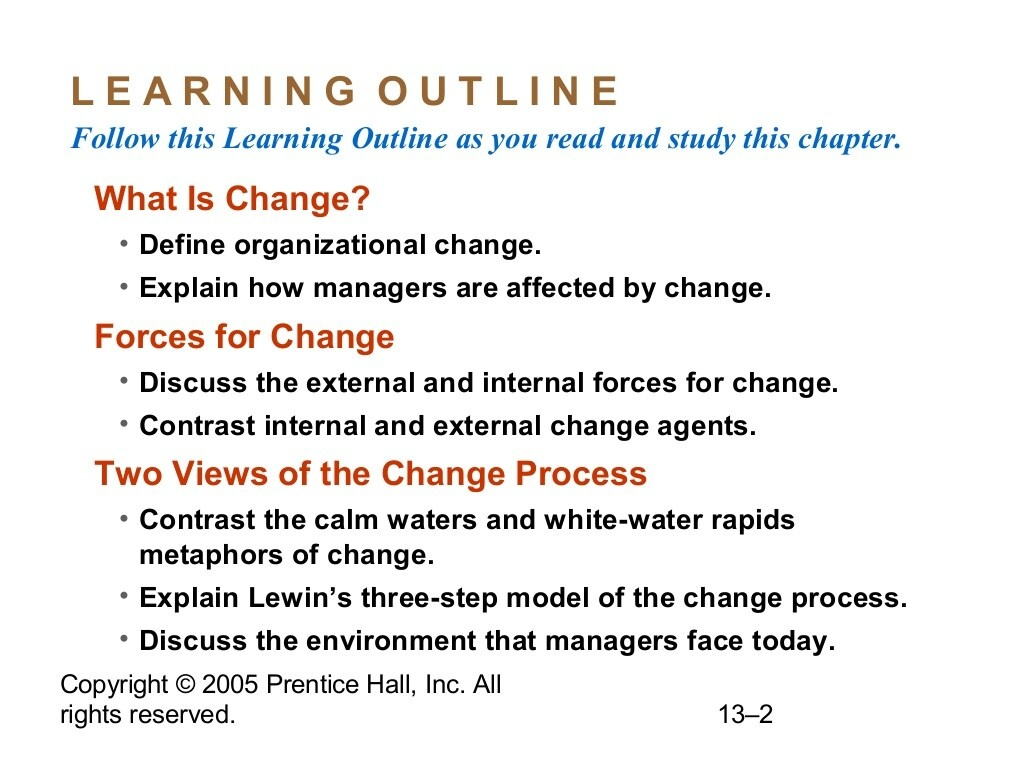 L E A R N I N G  O U T L I N E
Follow this Learning Outline as you read and study this chapter.
What Is Change?
• Define organizational change.
• Explain how managers are affected by change.
Forces for Change
• Discuss the external and internal forces for change.
• Contrast internal and external change agents.
Two Views of the Change Process
• Contrast the calm waters and white-water rapids
metaphors of change.
• Explain Lewin’s three-step model of the change process.
• Discuss the environment that managers face today.
Copyright © 2005 Prentice Hall, Inc. All
rights reserved.
13–2